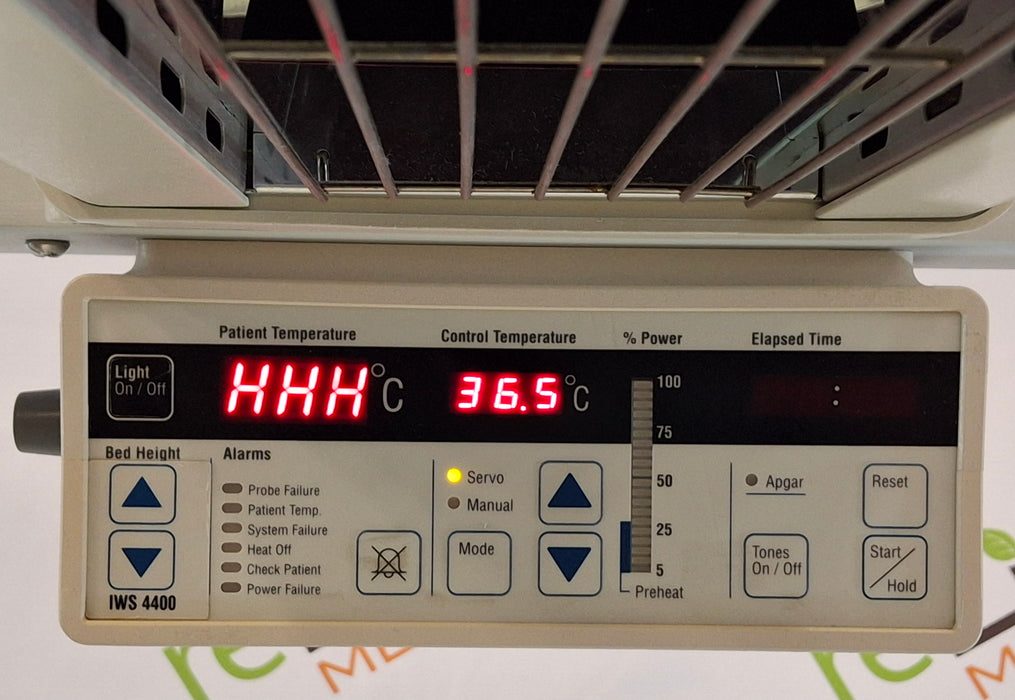 Patient Temperature
Control Temperature
% Power
Elapsed Time
Light
On / Off
HHH °C
36.5 °C
:
100
75
50
25
5
Preheat
Bed Height
IWS 4400
Alarms
Probe Failure
Patient Temp.
System Failure
Heat Off
Check Patient
Power Failure
Servo
Manual
Mode
Apgar
Tones
On / Off
Reset
Start/
Hold
re
ME